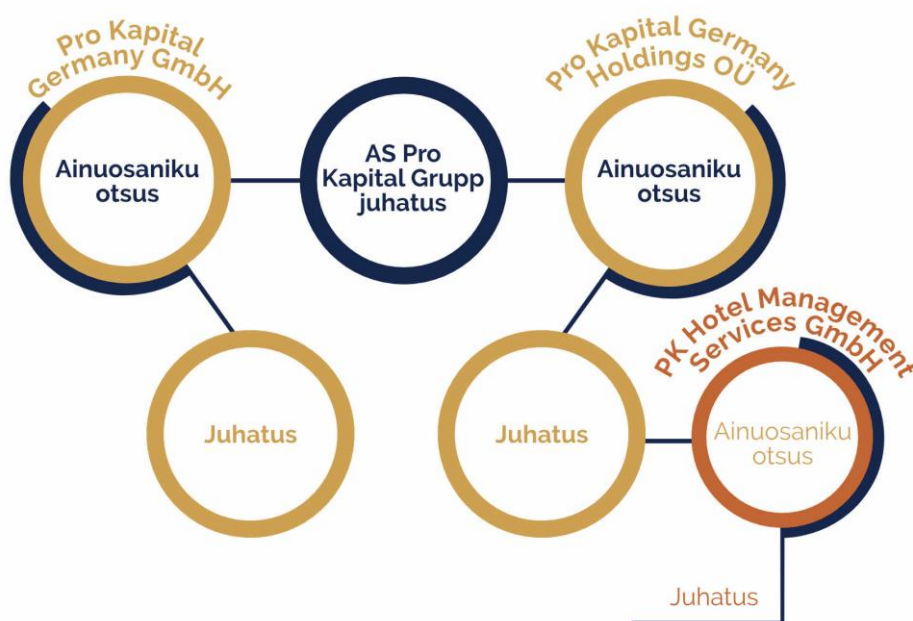 Pro Kapital
Germany GmbH
Ainuosaniku
otsus
AS Pro
Kapital Grupp
juhatus
Pro Kapital Germany
Holdings OÜ
Ainuosaniku
otsus
Juhatus
Juhatus
PK Hotel Management
Services GmbH
Ainuosaniku
otsus
Juhatus